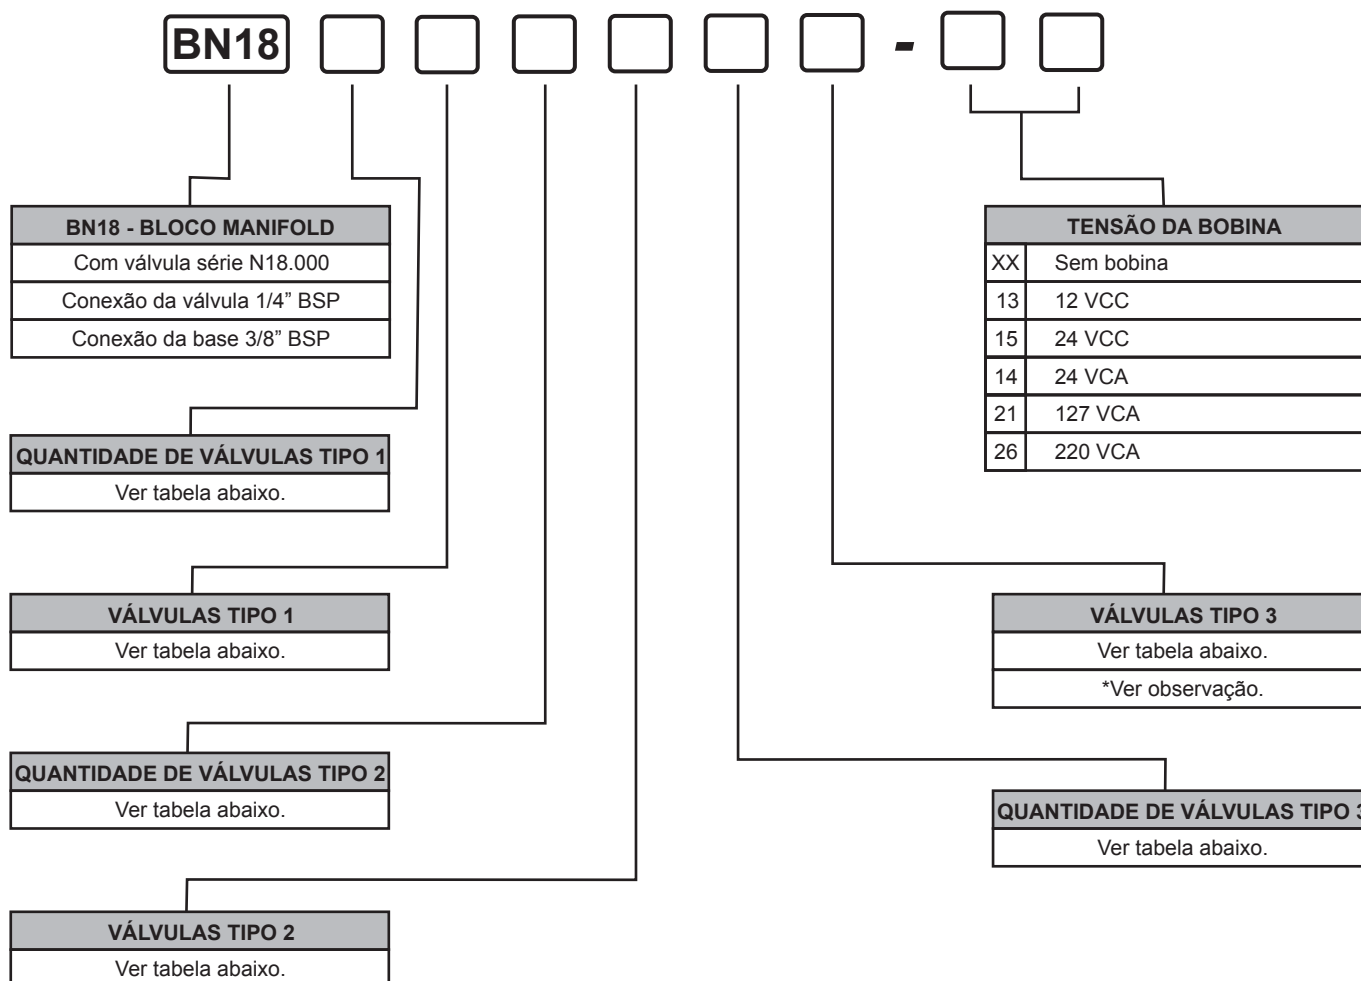 BN18 -
BN18 - BLOCO MANIFOLD
Com válvula série N18.000
Conexão da válvula 1/4” BSP
Conexão da base 3/8” BSP
TENSÃO DA BOBINA
XX Sem bobina
13 12 VCC
15 24 VCC
14 24 VCA
21 127 VCA
26 220 VCA
QUANTIDADE DE VÁLVULAS TIPO 1
Ver tabela abaixo.
VÁLVULAS TIPO 1
Ver tabela abaixo.
VÁLVULAS TIPO 3
Ver tabela abaixo.
*Ver observação.
QUANTIDADE DE VÁLVULAS TIPO 2
Ver tabela abaixo.
QUANTIDADE DE VÁLVULAS TIPO 3
Ver tabela abaixo.
VÁLVULAS TIPO 2
Ver tabela abaixo.